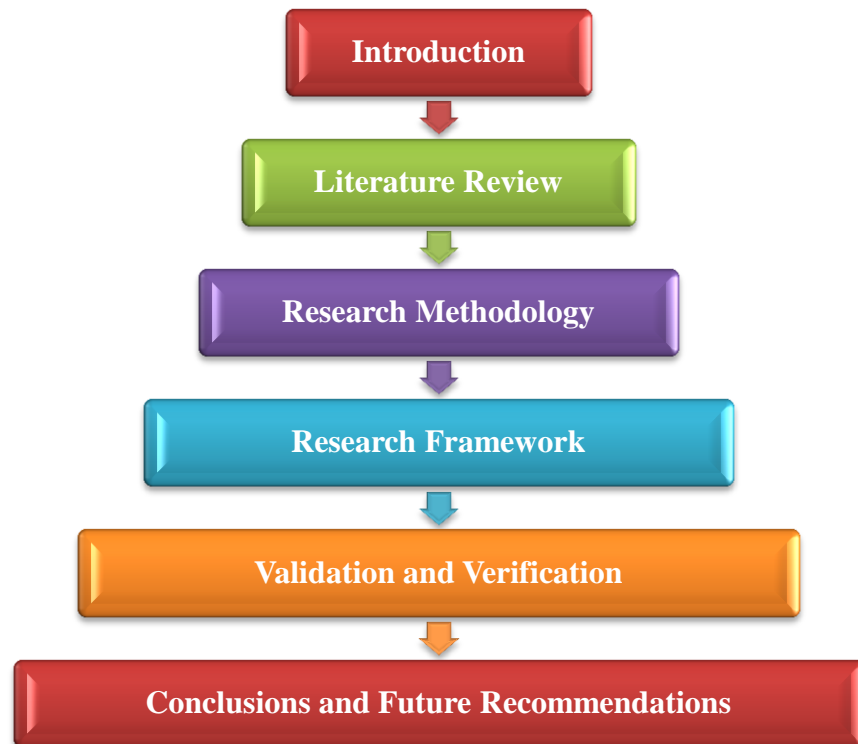 Introduction
Literature Review
Research Methodology
Research Framework
Validation and Verification
Conclusions and Future Recommendations